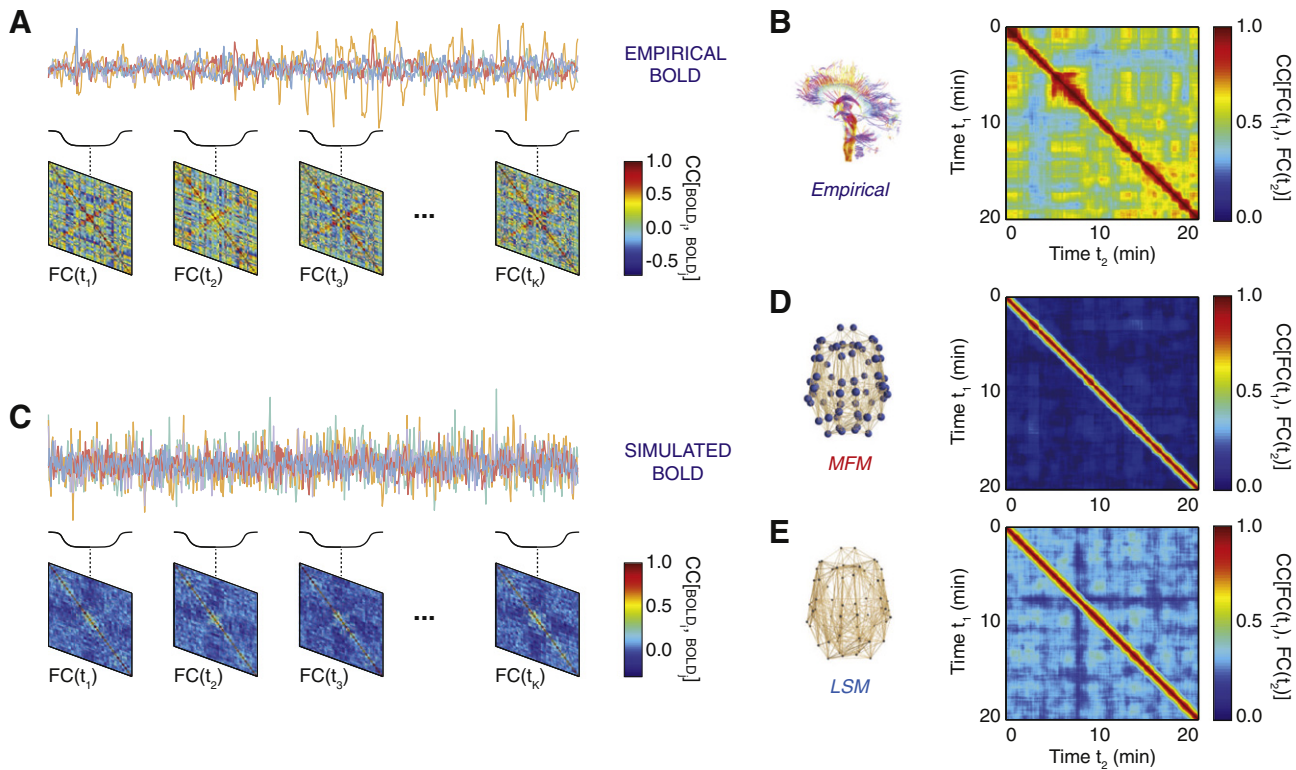 A
EMPIRICAL
BOLD
FC(t1)
FC(t2)
FC(t3)
...
FC(tK)
1.0
0.5
0.0
-0.5
CC[BOLDi, BOLDj]
B
Empirical
0
10
20
Time t1 (min)
0
10
20
Time t2 (min)
1.0
0.5
0.0
CC[FC(t1), FC(t2)]
C
SIMULATED
BOLD
FC(t1)
FC(t2)
FC(t3)
...
FC(tK)
1.0
0.5
0.0
CC[BOLDi, BOLDj]
D
MFM
0
10
20
Time t1 (min)
0
10
20
1.0
0.5
0.0
CC[FC(t1), FC(t2)]
E
LSM
0
10
20
Time t1 (min)
0
10
20
Time t2 (min)
1.0
0.5
0.0
CC[FC(t1), FC(t2)]